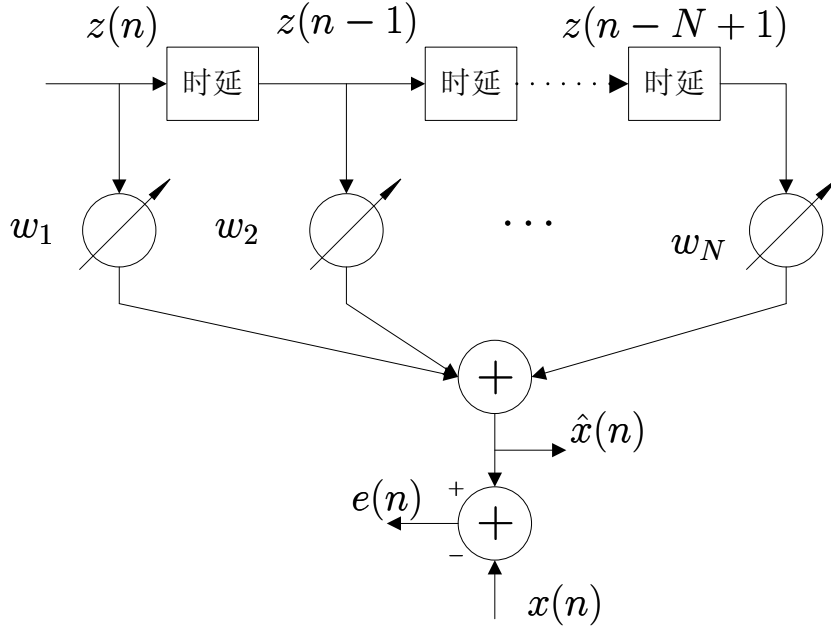 z(n) z(n − 1) z(n − N + 1)
时延 时延 ······ 时延
w₁ w₂ ··· w_N
+
x̂(n)
+
e(n) +
−
x(n)